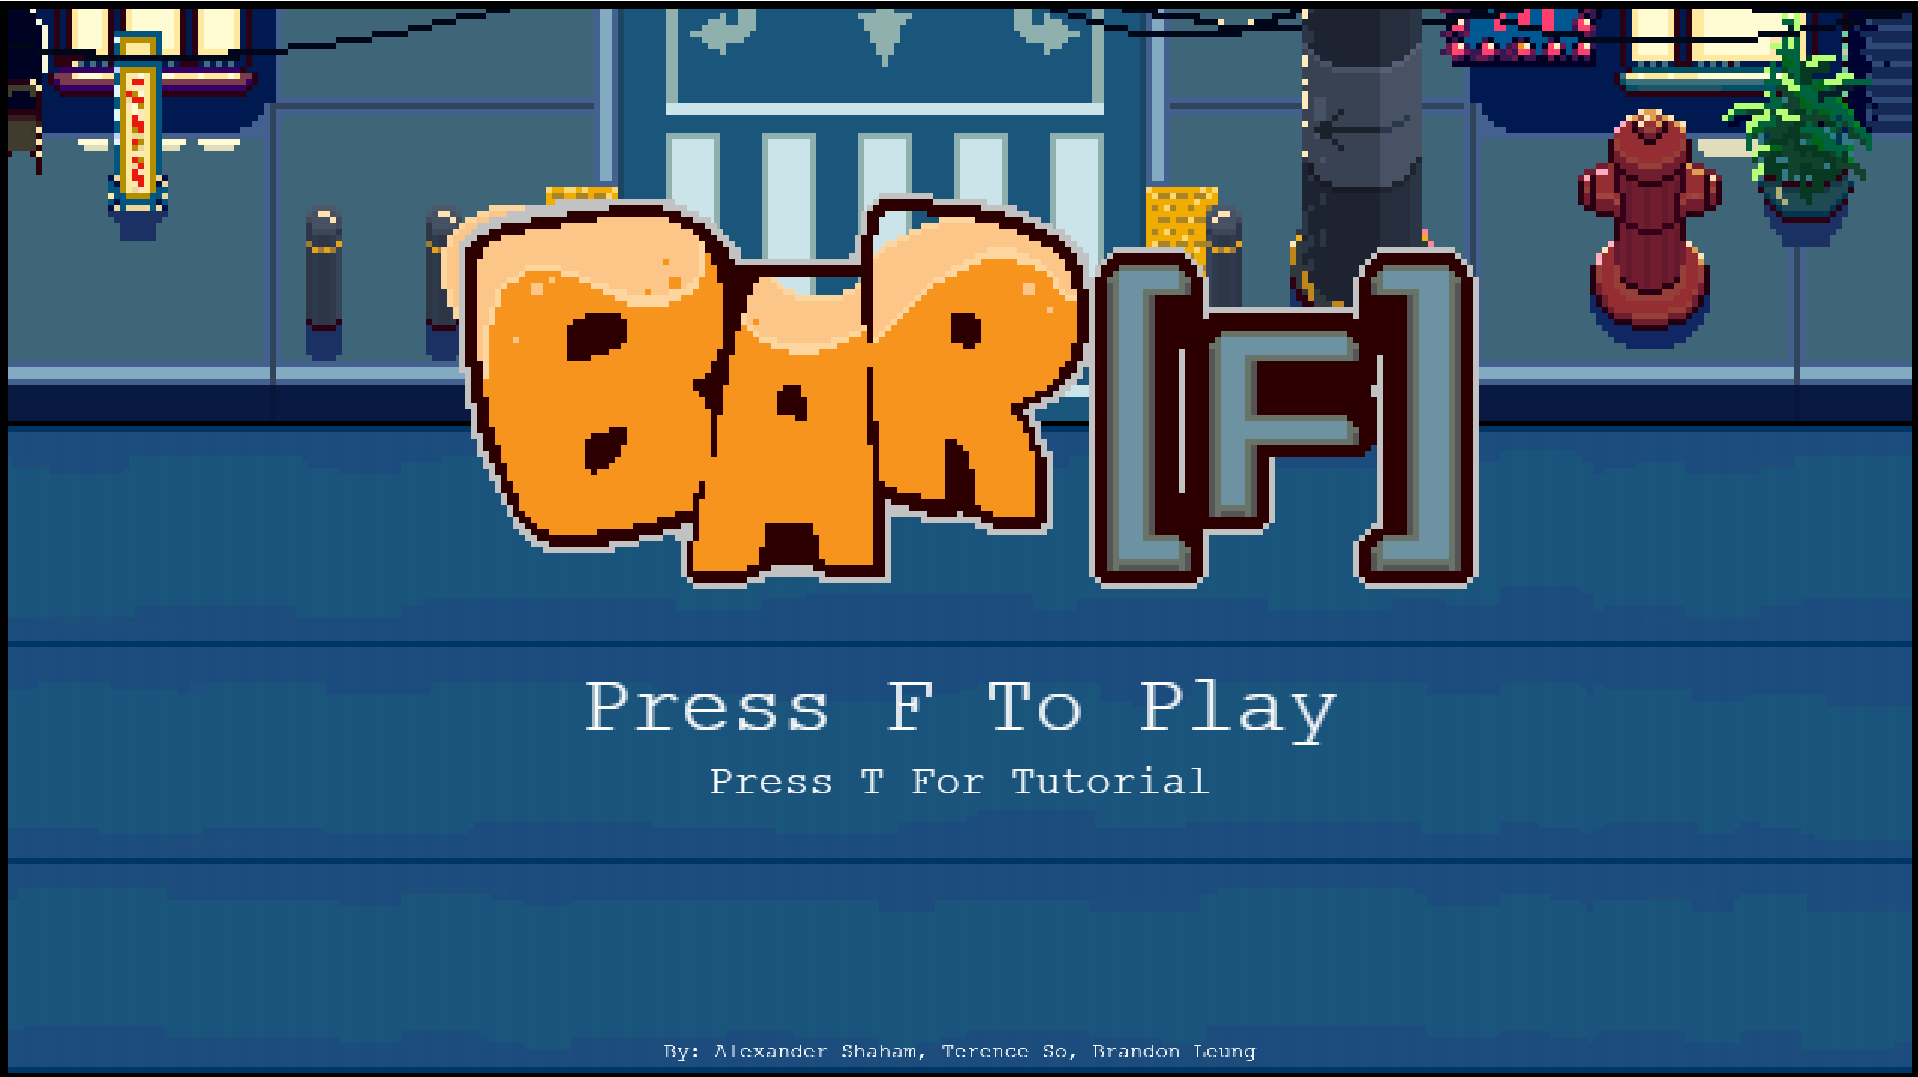 BAR[F]
Press F To Play
Press T For Tutorial
By: Alexander Shaham, Terence So, Brandon Leung